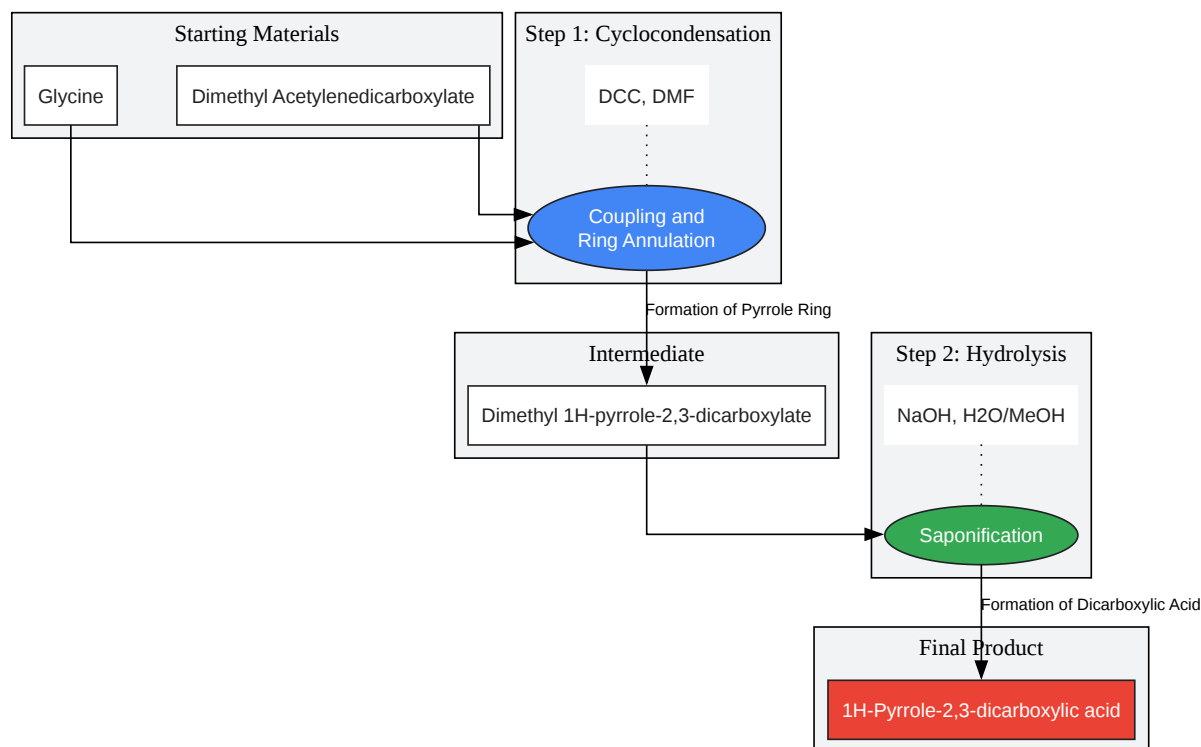 Starting Materials
Glycine
Dimethyl Acetylenedicarboxylate
Step 1: Cyclocondensation
DCC, DMF
Coupling and
Ring Annulation
Formation of Pyrrole Ring
Intermediate
Dimethyl 1H-pyrrole-2,3-dicarboxylate
Step 2: Hydrolysis
NaOH, H2O/MeOH
Saponification
Formation of Dicarboxylic Acid
Final Product
1H-Pyrrole-2,3-dicarboxylic acid